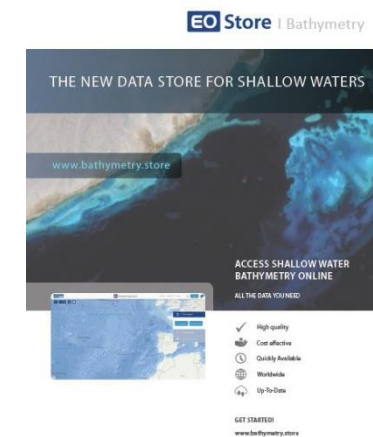 EO Store | Bathymetry
THE NEW DATA STORE FOR SHALLOW WATERS
www.bathymetry.store
ACCESS SHALLOW WATER
BATHYMETRY ONLINE
ALL THE DATA YOU NEED
High quality
Cost effective
Quickly Available
Worldwide
Up-To-Date
GET STARTED!
www.bathymetry.store